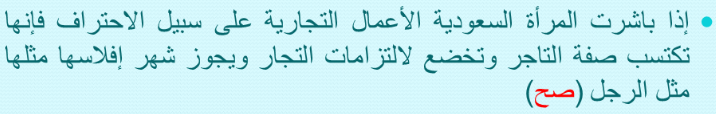 • إذا باشرت المرأة السعودية الأعمال التجارية على سبيل الاحتراف فإنها
تكتسب صفة التاجر وتخضع لالتزامات التجار ويجوز شهر إفلاسها مثلها
مثل الرجل (صح)